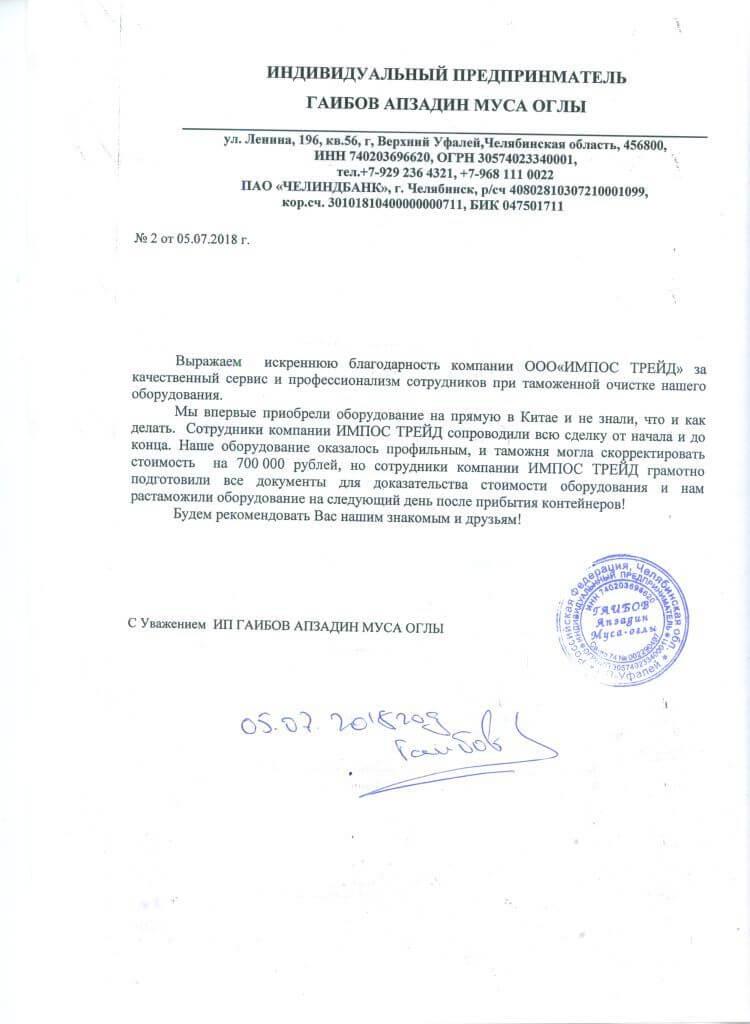 ИНДИВИДУАЛЬНЫЙ ПРЕДПРИНМАТЕЛЬ
ГАИБОВ АПЗАДИН МУСА ОГЛЫ
ул. Ленина, 196, кв.56, г, Верхний Уфалей,Челябинская область, 456800,
ИНН 740203696620, ОГРН 30574023340001,
тел.+7-929 236 4321, +7-968 111 0022
ПАО «ЧЕЛИНДБАНК», г. Челябинск, р/сч 40802810307210001099,
кор.сч. 30101810400000000711, БИК 047501711
№ 2 от 05.07.2018 г.
Выражаем искреннюю благодарность компании ООО«ИМПОС ТРЕЙД» за
качественный сервис и профессионализм сотрудников при таможенной очистке нашего
оборудования.
Мы впервые приобрели оборудование на прямую в Китае и не знали, что и как
делать. Сотрудники компании ИМПОС ТРЕЙД сопроводили всю сделку от начала и до
конца. Наше оборудование оказалось профильным, и таможня могла скорректировать
стоимость на 700 000 рублей, но сотрудники компании ИМПОС ТРЕЙД грамотно
подготовили все документы для доказательства стоимости оборудования и нам
растаможили оборудование на следующий день после прибытия контейнеров!
Будем рекомендовать Вас нашим знакомым и друзьям!
Российская Федерация, Челябинская обл.
ИНДИВИДУАЛЬНЫЙ ПРЕДПРИНИМАТЕЛЬ
ИНН 740203696620
ГАИБОВ
Апзадин
Муса-оглы
Уфалей
С Уважением ИП ГАИБОВ АПЗАДИН МУСА ОГЛЫ
05.07.2018 год
Гаибов